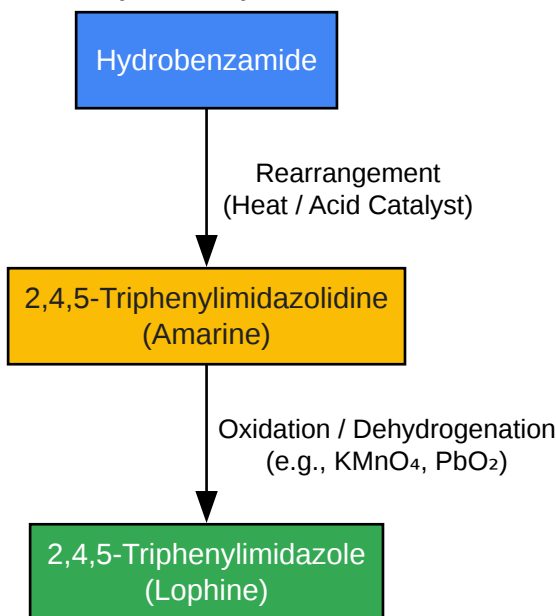 Hydrobenzamide
Rearrangement
(Heat / Acid Catalyst)
2,4,5-Triphenylimidazolidine
(Amarine)
Oxidation / Dehydrogenation
(e.g., KMnO₄, PbO₂)
2,4,5-Triphenylimidazole
(Lophine)